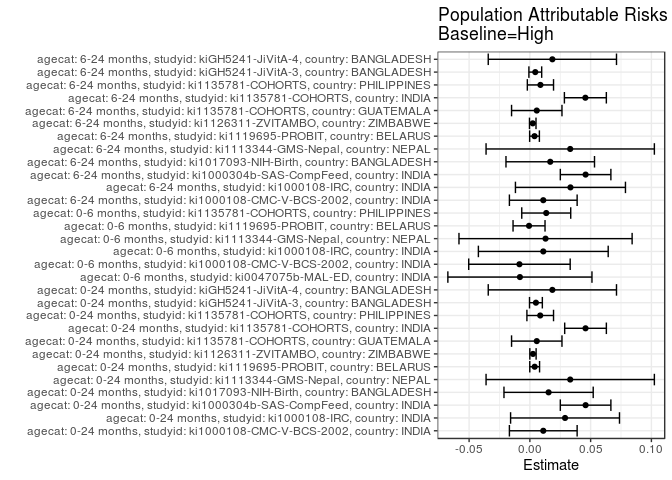 Population Attributable Risks
Baseline=High
agecat: 6-24 months, studyid: kiGH5241-JiVitA-4, country: BANGLADESH
agecat: 6-24 months, studyid: kiGH5241-JiVitA-3, country: BANGLADESH
agecat: 6-24 months, studyid: ki1135781-COHORTS, country: PHILIPPINES
agecat: 6-24 months, studyid: ki1135781-COHORTS, country: INDIA
agecat: 6-24 months, studyid: ki1135781-COHORTS, country: GUATEMALA
agecat: 6-24 months, studyid: ki1126311-ZVITAMBO, country: ZIMBABWE
agecat: 6-24 months, studyid: ki1119695-PROBIT, country: BELARUS
agecat: 6-24 months, studyid: ki1113344-GMS-Nepal, country: NEPAL
agecat: 6-24 months, studyid: ki1017093-NIH-Birth, country: BANGLADESH
agecat: 6-24 months, studyid: ki1000304b-SAS-CompFeed, country: INDIA
agecat: 6-24 months, studyid: ki1000108-IRC, country: INDIA
agecat: 6-24 months, studyid: ki1000108-CMC-V-BCS-2002, country: INDIA
agecat: 0-6 months, studyid: ki1135781-COHORTS, country: PHILIPPINES
agecat: 0-6 months, studyid: ki1119695-PROBIT, country: BELARUS
agecat: 0-6 months, studyid: ki1113344-GMS-Nepal, country: NEPAL
agecat: 0-6 months, studyid: ki1000108-IRC, country: INDIA
agecat: 0-6 months, studyid: ki1000108-CMC-V-BCS-2002, country: INDIA
agecat: 0-6 months, studyid: ki0047075b-MAL-ED, country: INDIA
agecat: 0-24 months, studyid: kiGH5241-JiVitA-4, country: BANGLADESH
agecat: 0-24 months, studyid: kiGH5241-JiVitA-3, country: BANGLADESH
agecat: 0-24 months, studyid: ki1135781-COHORTS, country: PHILIPPINES
agecat: 0-24 months, studyid: ki1135781-COHORTS, country: INDIA
agecat: 0-24 months, studyid: ki1135781-COHORTS, country: GUATEMALA
agecat: 0-24 months, studyid: ki1126311-ZVITAMBO, country: ZIMBABWE
agecat: 0-24 months, studyid: ki1119695-PROBIT, country: BELARUS
agecat: 0-24 months, studyid: ki1113344-GMS-Nepal, country: NEPAL
agecat: 0-24 months, studyid: ki1017093-NIH-Birth, country: BANGLADESH
agecat: 0-24 months, studyid: ki1000304b-SAS-CompFeed, country: INDIA
agecat: 0-24 months, studyid: ki1000108-IRC, country: INDIA
agecat: 0-24 months, studyid: ki1000108-CMC-V-BCS-2002, country: INDIA
-0.05 0.00 0.05 0.10
Estimate